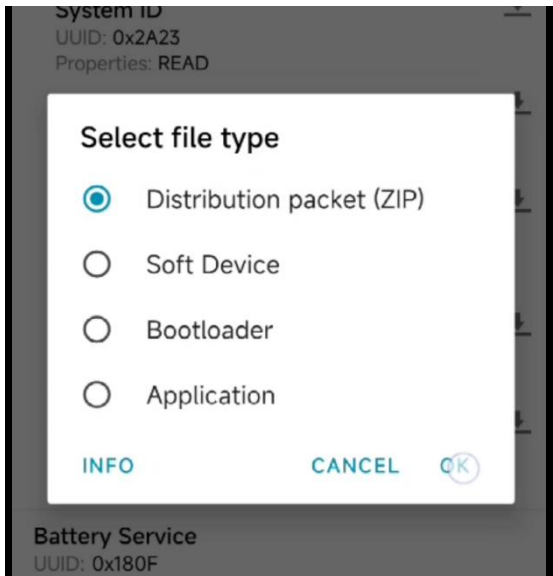 System ID
UUID: 0x2A23
Properties: READ
Select file type
Distribution packet (ZIP)
Soft Device
Bootloader
Application
INFO
CANCEL
OK
Battery Service
UUID: 0x180F